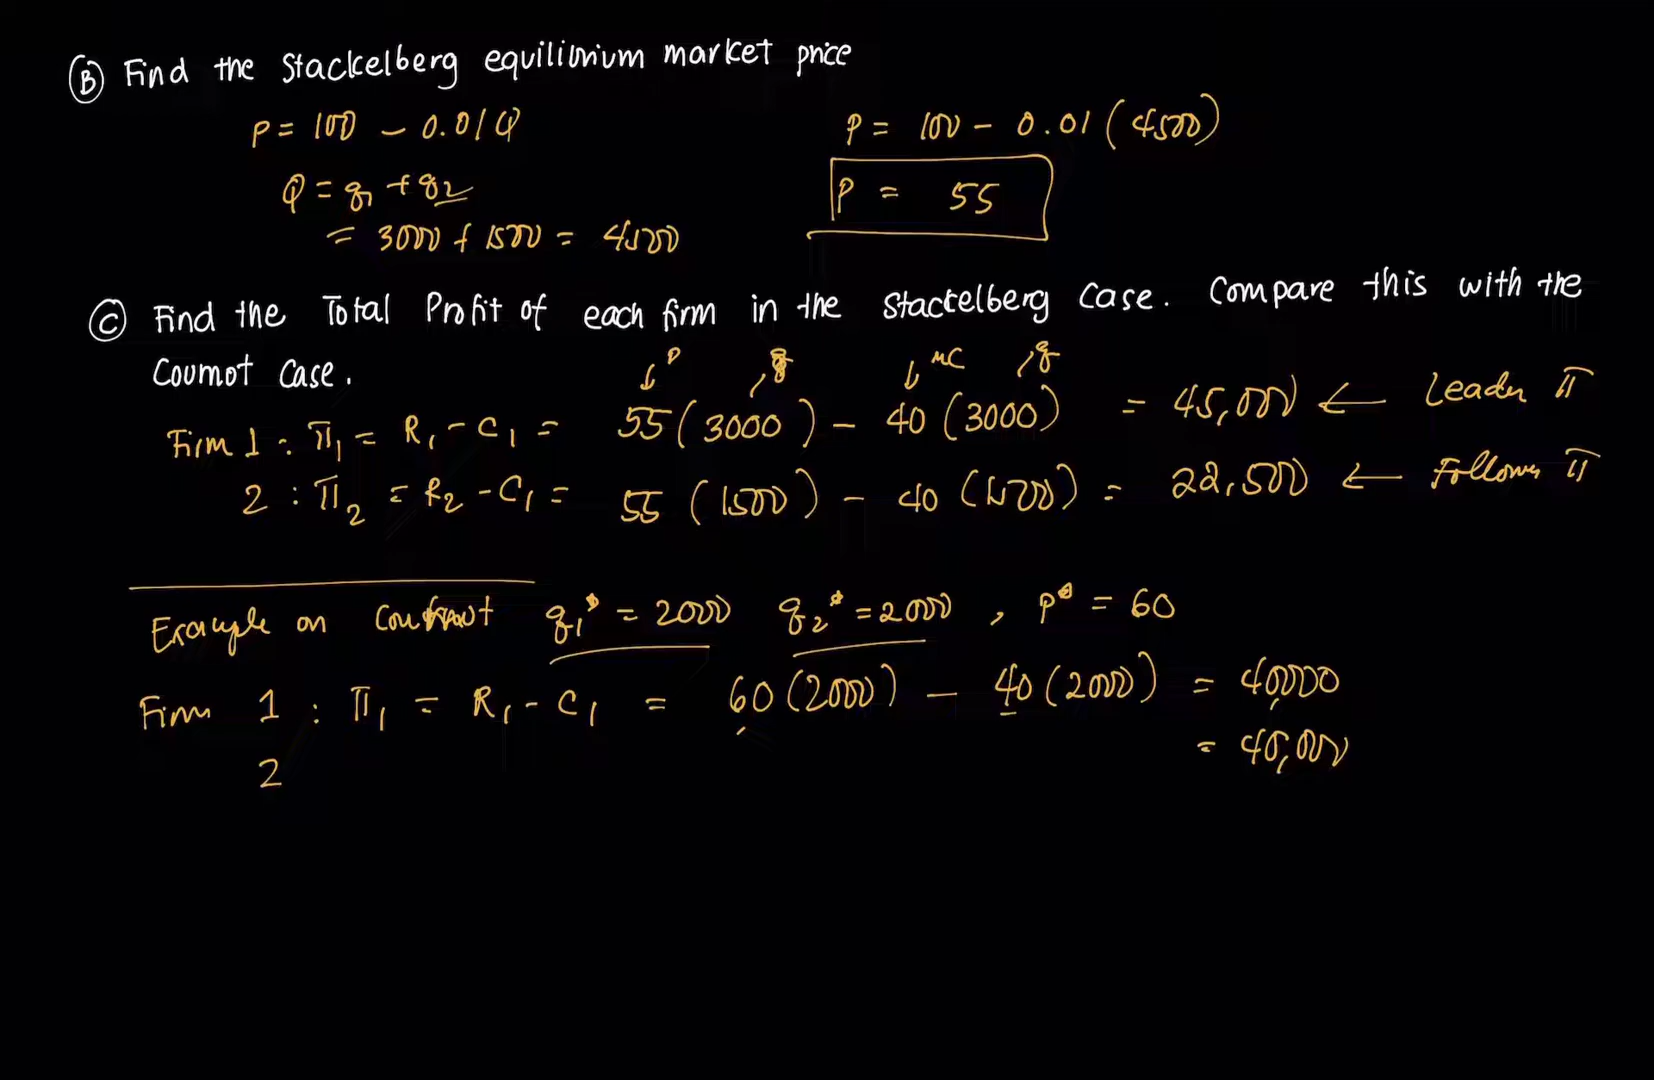 Ⓑ Find the Stackelberg equilibrium market price
P = 100 - 0.01Q
Q = q1 + q2
= 3000 + 1500 = 4500
P = 100 - 0.01 (4500)
P = 55
Ⓒ Find the Total Profit of each firm in the Stackelberg Case. Compare this with the
Cournot Case.
P q MC q
Firm 1 : π1 = R1 - C1 = 55 (3000) - 40 (3000) = 45,000 ← Leader π
2 : π2 = R2 - C1 = 55 (1500) - 40 (1500) = 22,500 ← Follower π
Example on q1* = 2000 q2* = 2000 , P* = 60
Firm 1 : π1 = R1 - C1 = 60 (2000) - 40 (2000) = 40,000
2 = 40,000